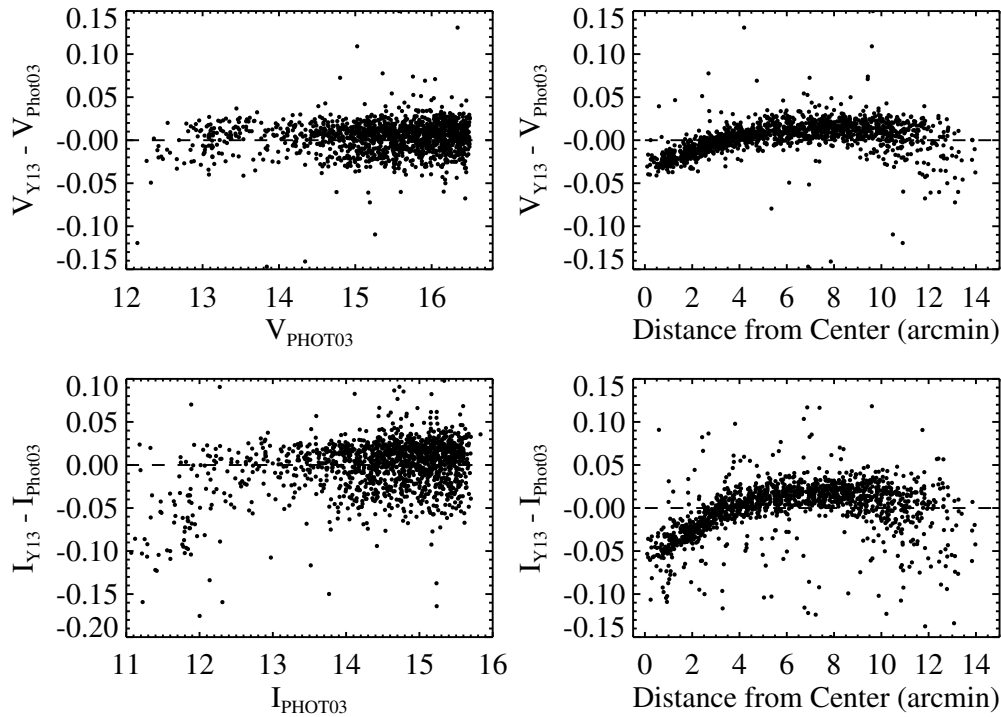 0.15
0.10
0.05
-0.00
-0.05
-0.10
-0.15
V_Y13 - V_Phot03
12 13 14 15 16
V_PHOT03
0.15
0.10
0.05
-0.00
-0.05
-0.10
-0.15
V_Y13 - V_Phot03
0 2 4 6 8 10 12 14
Distance from Center (arcmin)
0.10
0.05
0.00
-0.05
-0.10
-0.15
-0.20
I_Y13 - I_Phot03
11 12 13 14 15 16
I_PHOT03
0.15
0.10
0.05
-0.00
-0.05
-0.10
-0.15
I_Y13 - I_Phot03
0 2 4 6 8 10 12 14
Distance from Center (arcmin)